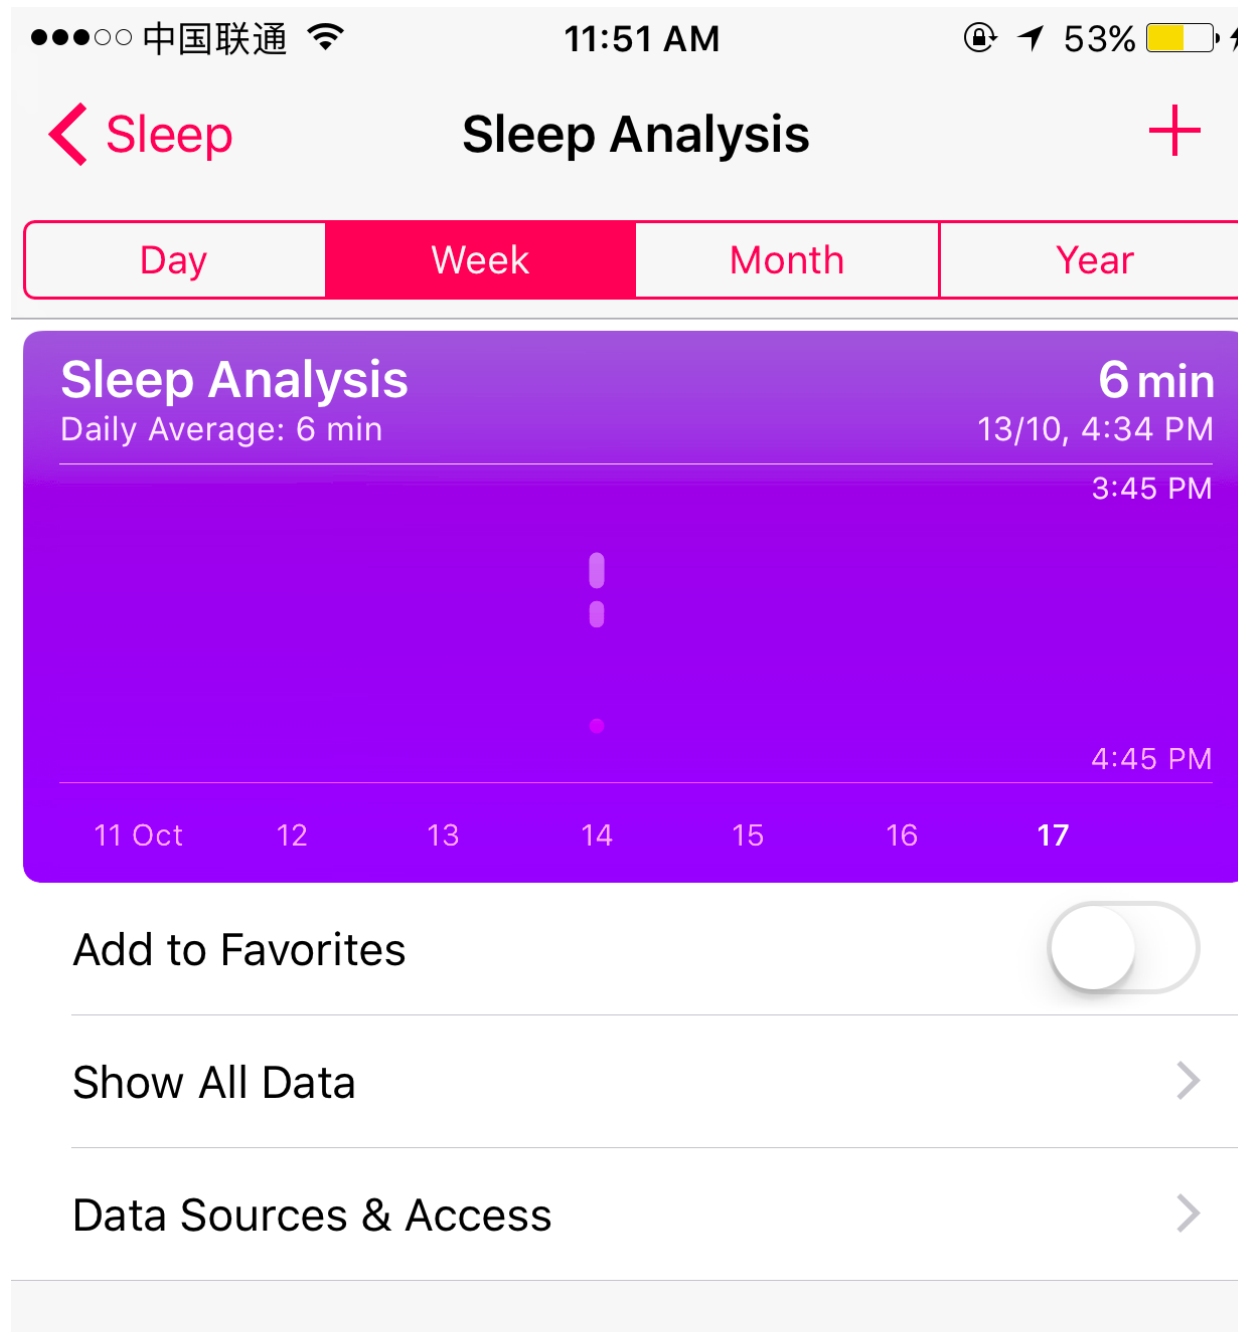 中国联通 11:51 AM 53%
Sleep Sleep Analysis +
Day Week Month Year
Sleep Analysis 6 min
Daily Average: 6 min 13/10, 4:34 PM
3:45 PM
4:45 PM
11 Oct 12 13 14 15 16 17
Add to Favorites
Show All Data
Data Sources & Access